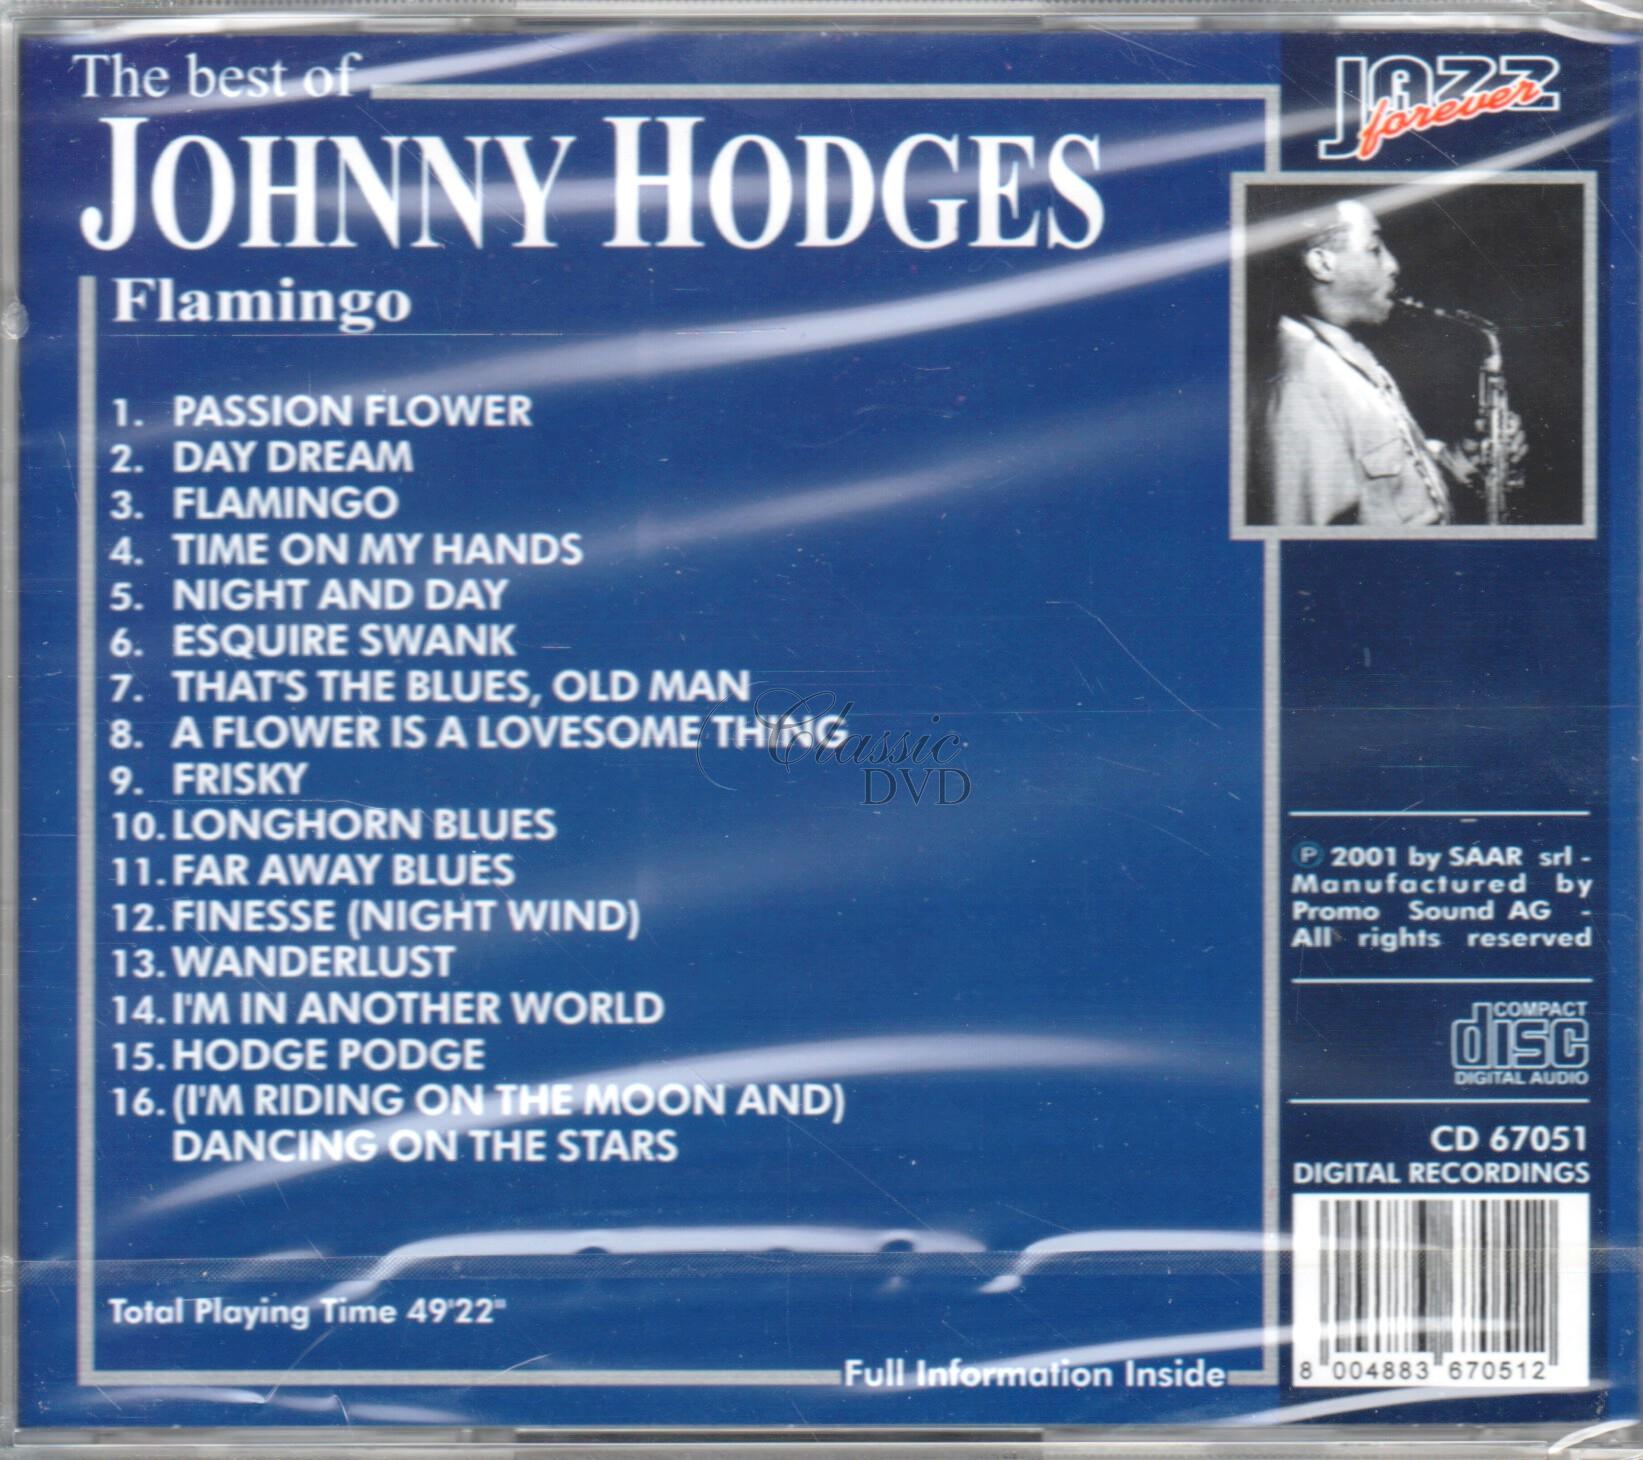 The best of
JOHNNY HODGES
Flamingo
1. PASSION FLOWER
2. DAY DREAM
3. FLAMINGO
4. TIME ON MY HANDS
5. NIGHT AND DAY
6. ESQUIRE SWANK
7. THAT'S THE BLUES, OLD MAN
8. A FLOWER IS A LOVESOME THING
9. FRISKY
10. LONGHORN BLUES
11. FAR AWAY BLUES
12. FINESSE (NIGHT WIND)
13. WANDERLUST
14. I'M IN ANOTHER WORLD
15. HODGE PODGE
16. (I'M RIDING ON THE MOON AND)
DANCING ON THE STARS
Total Playing Time 49'22"
Full Information Inside
JAZZ
forever
℗ 2001 by SAAR srl -
Manufactured by
Promo Sound AG -
All rights reserved
COMPACT
disc
DIGITAL AUDIO
CD 67051
DIGITAL RECORDINGS
8 004883 670512
Classic
DVD